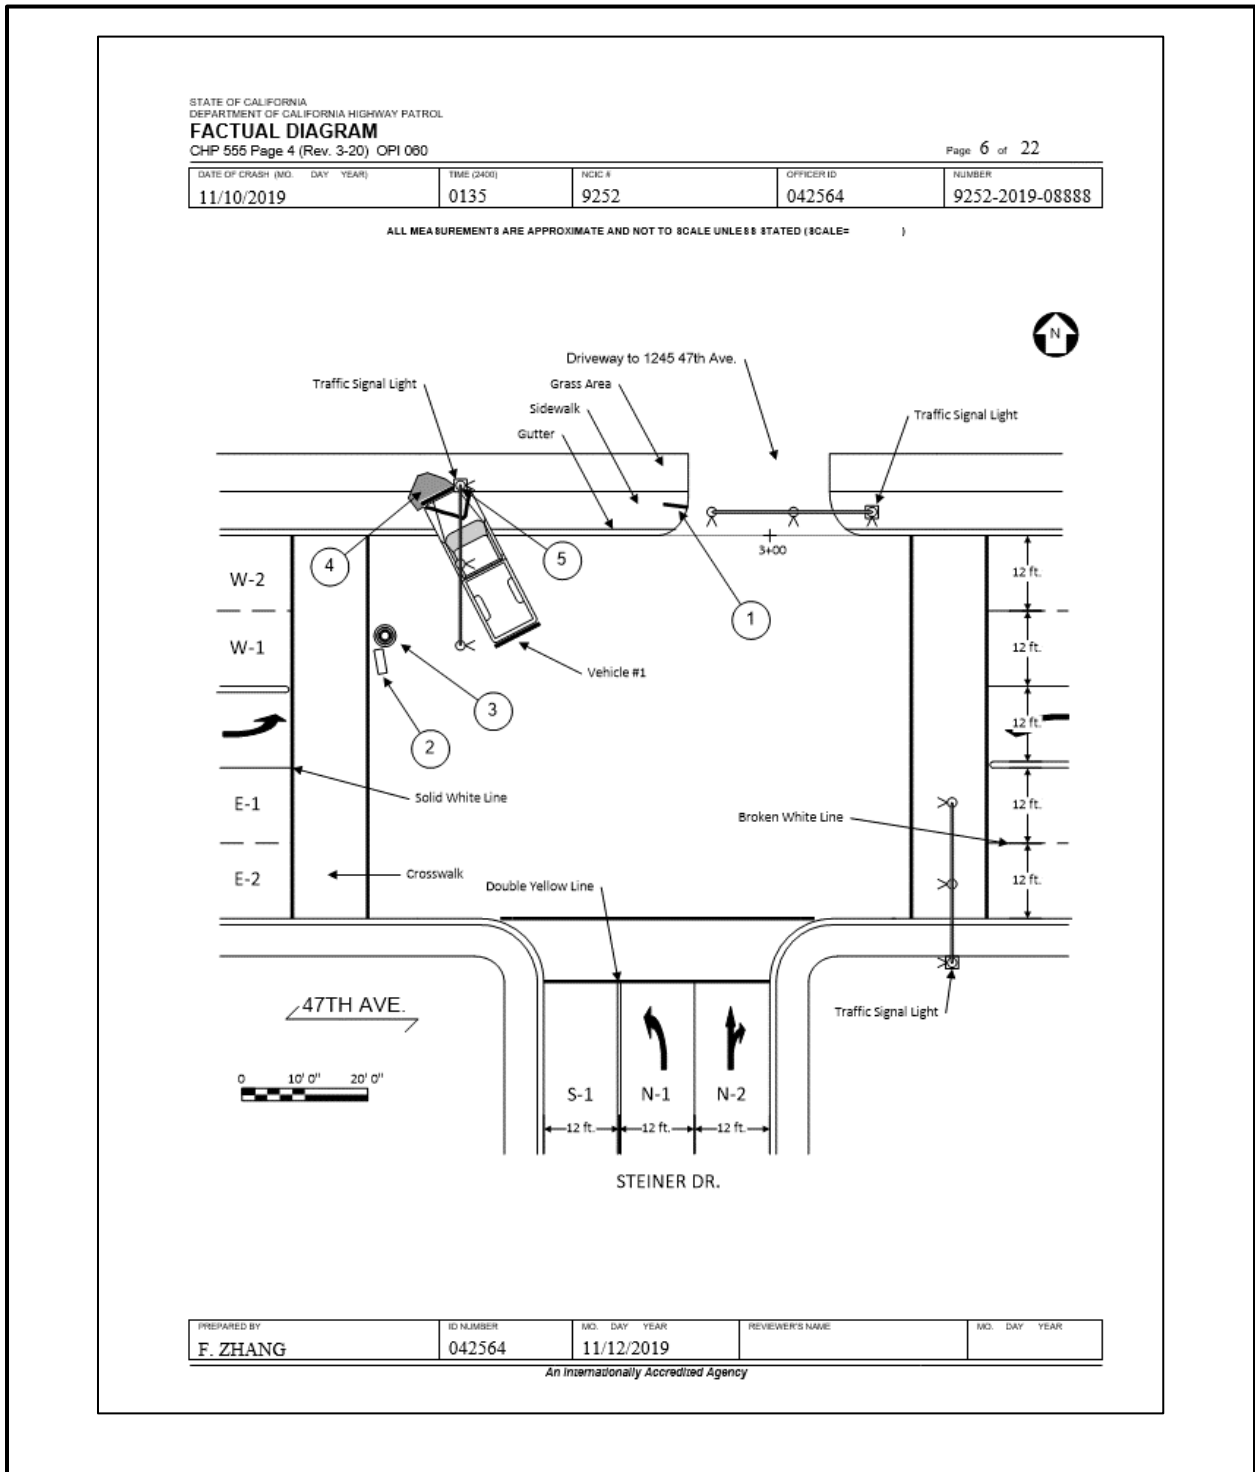 STATE OF CALIFORNIA
DEPARTMENT OF CALIFORNIA HIGHWAY PATROL
FACTUAL DIAGRAM
CHP 555 Page 4 (Rev. 3-20) OPI 060
Page 6 of 22
DATE OF CRASH (MO. DAY YEAR) TIME (2400) NCIC # OFFICER ID NUMBER
11/10/2019 0135 9252 042564 9252-2019-08888
ALL MEASUREMENTS ARE APPROXIMATE AND NOT TO SCALE UNLESS STATED (SCALE= )
N
Driveway to 1245 47th Ave.
Traffic Signal Light
Grass Area
Sidewalk
Traffic Signal Light
Gutter
4
5
3+00
W-2
12 ft.
1
W-1
12 ft.
Vehicle #1
3
12 ft.
2
Solid White Line
E-1
12 ft.
Broken White Line
E-2
Crosswalk
12 ft.
Double Yellow Line
47TH AVE.
Traffic Signal Light
0 10' 0" 20' 0"
S-1 N-1 N-2
12 ft. 12 ft. 12 ft.
STEINER DR.
PREPARED BY ID NUMBER MO. DAY YEAR REVIEWER'S NAME MO. DAY YEAR
F. ZHANG 042564 11/12/2019
An Internationally Accredited Agency